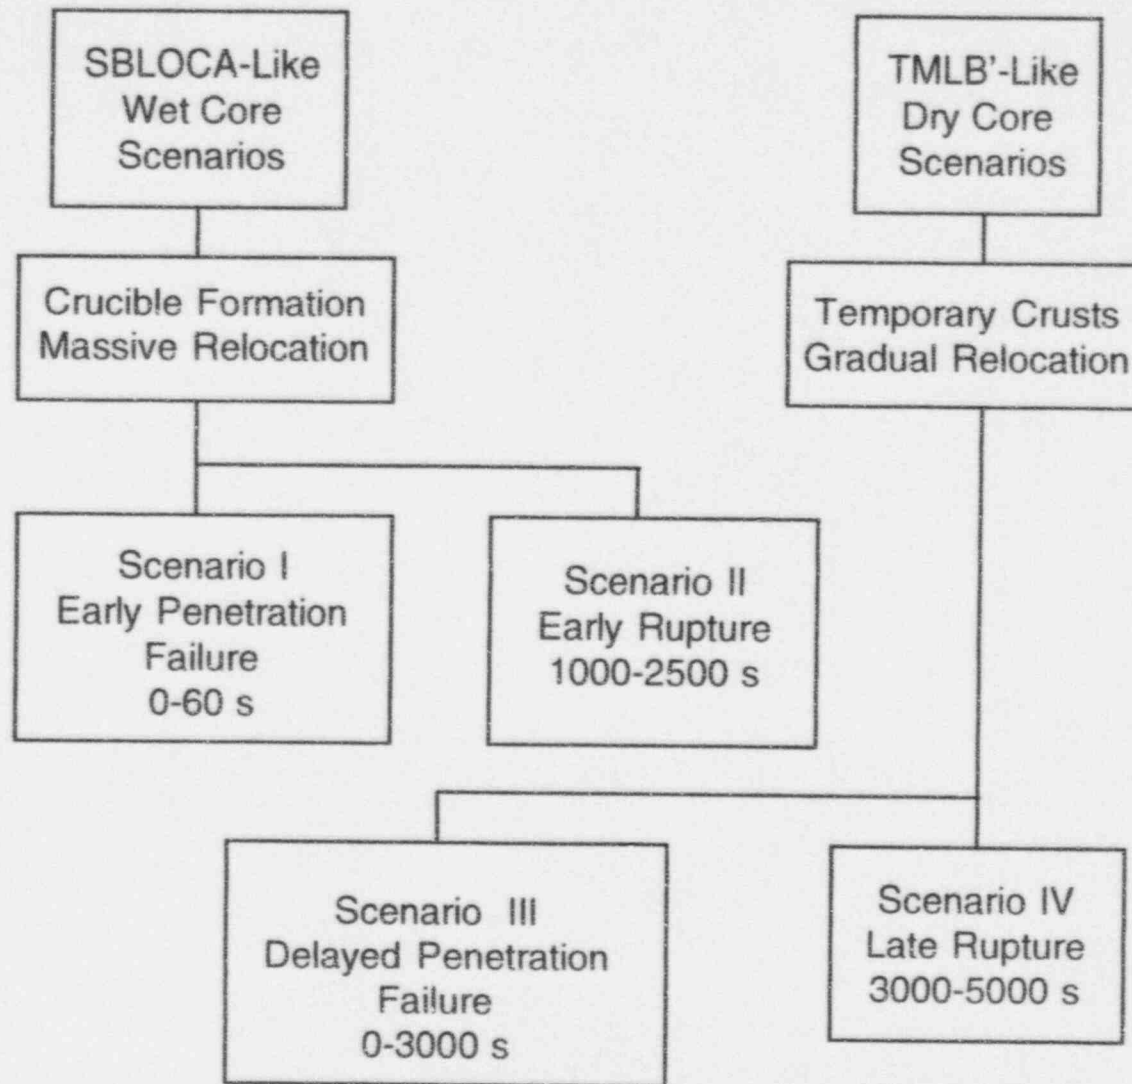 SBLOCA-Like
Wet Core
Scenarios
TMLB'-Like
Dry Core
Scenarios
Crucible Formation
Massive Relocation
Temporary Crusts
Gradual Relocation
Scenario I
Early Penetration
Failure
0-60 s
Scenario II
Early Rupture
1000-2500 s
Scenario III
Delayed Penetration
Failure
0-3000 s
Scenario IV
Late Rupture
3000-5000 s